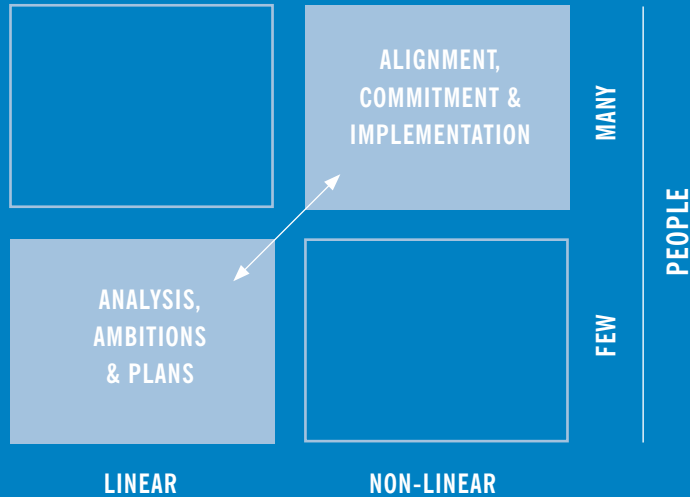 ALIGNMENT,
COMMITMENT &
IMPLEMENTATION
MANY
PEOPLE
ANALYSIS,
AMBITIONS
& PLANS
FEW
LINEAR
NON-LINEAR